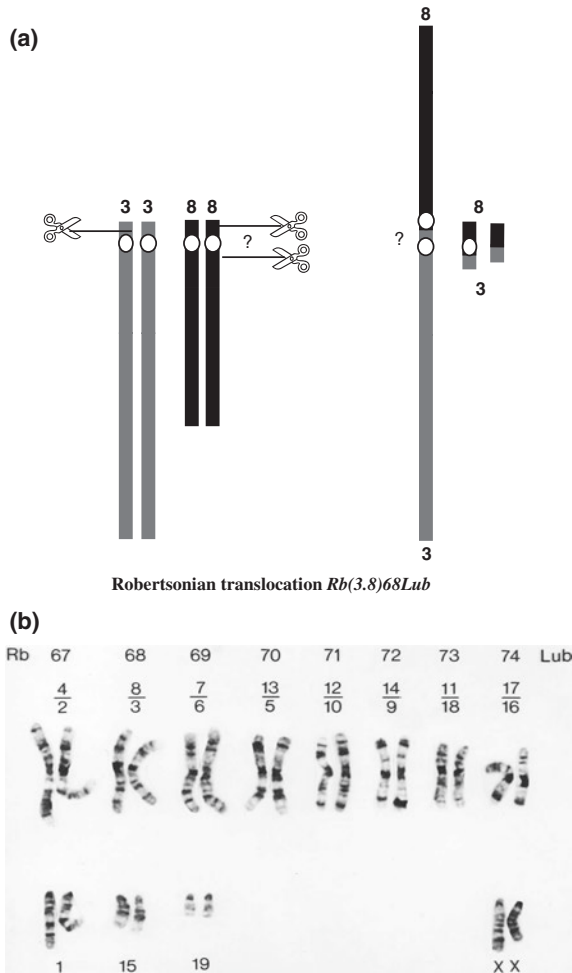 (a)
8
3 3 8 8
?
8
?
3
3
Robertsonian translocation Rb(3.8)68Lub
(b)
Rb 67 68 69 70 71 72 73 74 Lub
4 8 7 13 12 14 11 17
2 3 6 5 10 9 18 16
1 15 19 X X